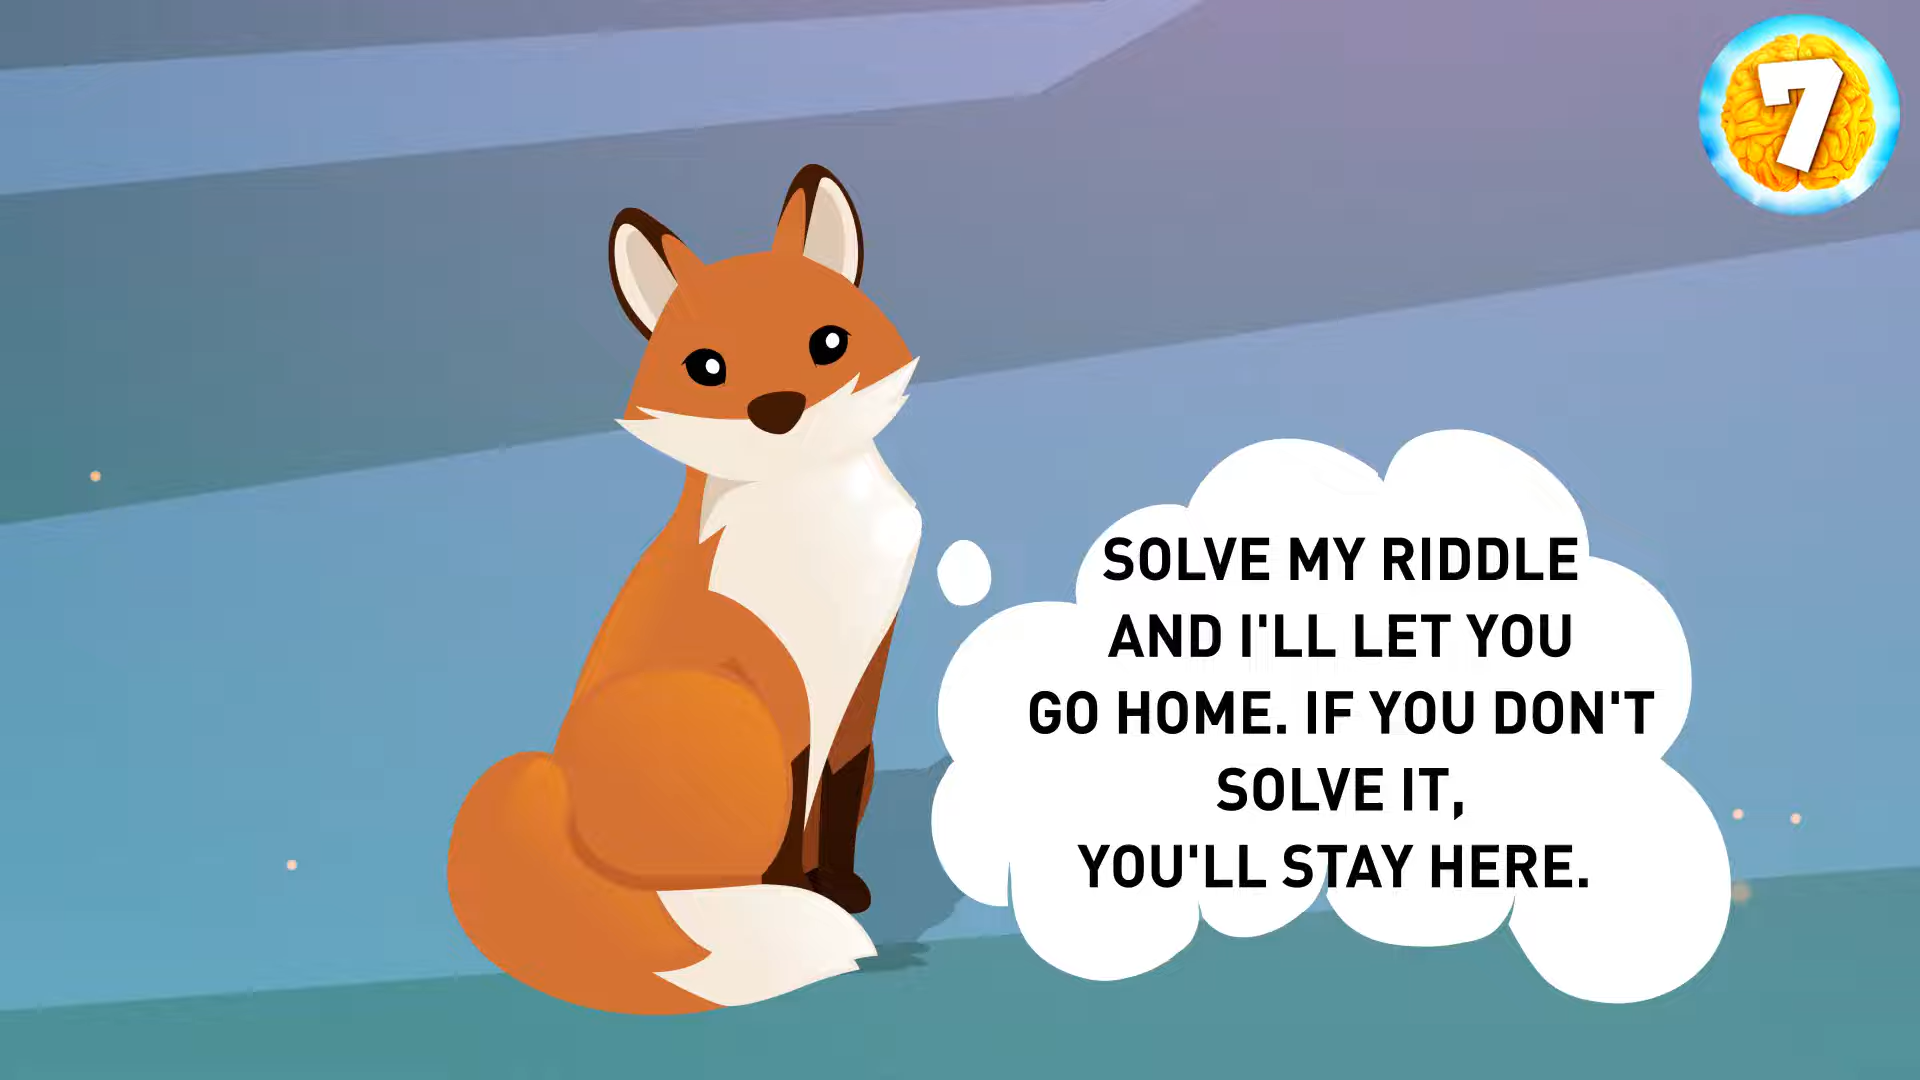 7
SOLVE MY RIDDLE
AND I'LL LET YOU
GO HOME. IF YOU DON'T
SOLVE IT,
YOU'LL STAY HERE.